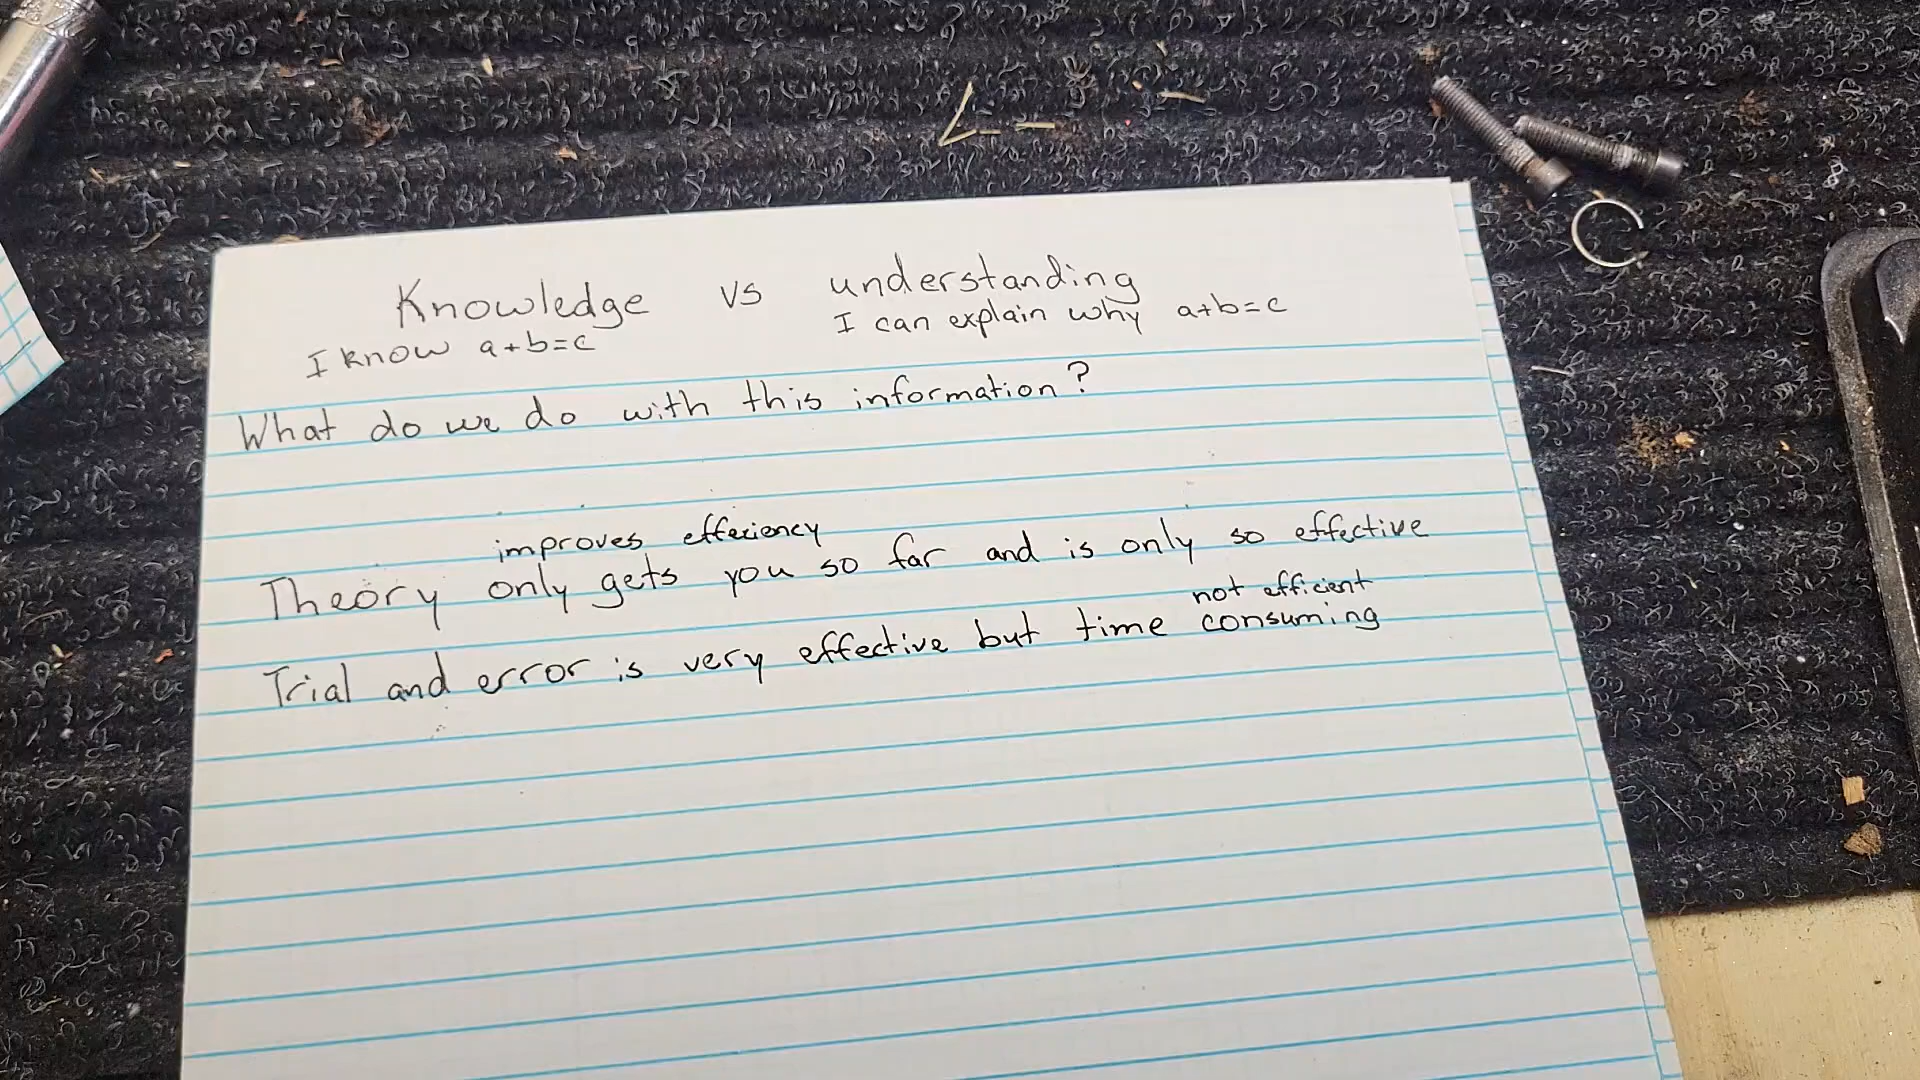 Knowledge vs understanding
I know a+b=c I can explain why a+b=c
What do we do with this information?
improves effeciency
Theory only gets you so far and is only so effective
not efficient
Trial and error is very effective but time consuming